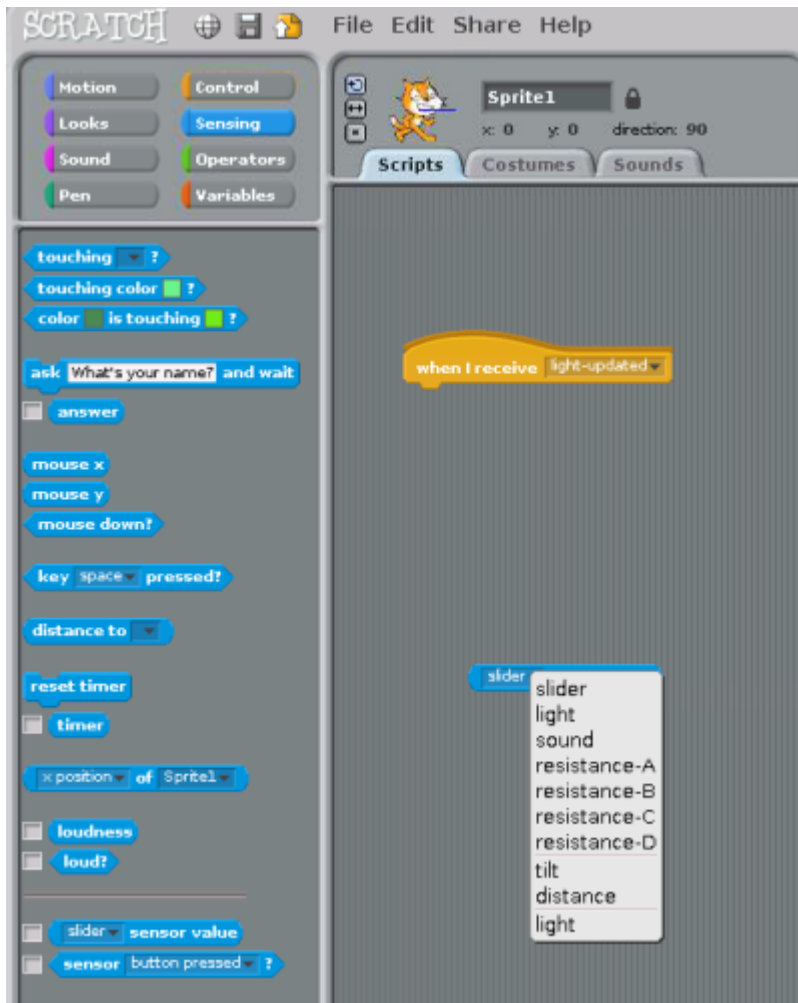 SCRATCH File Edit Share Help
Motion Control
Looks Sensing
Sound Operators
Pen Variables
Sprite1
x: 0 y: 0 direction: 90
Scripts Costumes Sounds
touching ?
touching color ?
color is touching ?
ask What's your name? and wait
answer
mouse x
mouse y
mouse down?
key space pressed?
distance to
reset timer
timer
x position of Sprite1
loudness
loud?
slider sensor value
sensor button pressed ?
when I receive light-updated
slider
slider
light
sound
resistance-A
resistance-B
resistance-C
resistance-D
tilt
distance
light